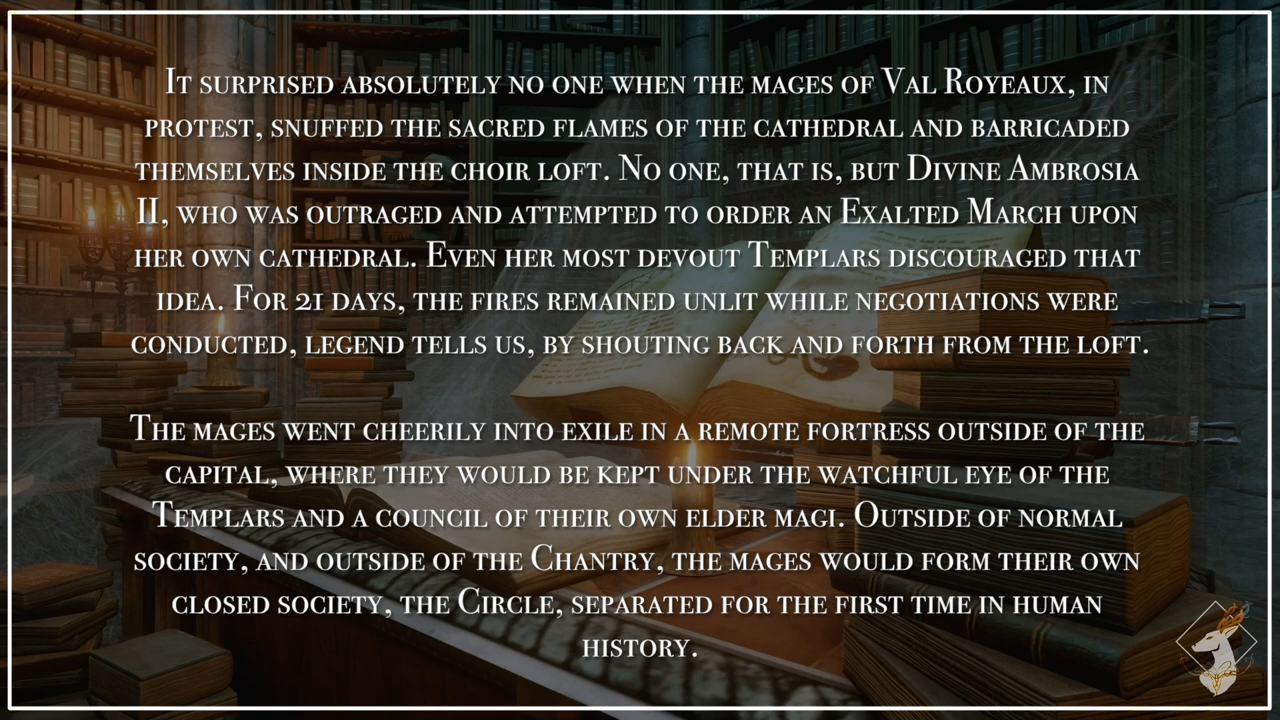 It surprised absolutely no one when the mages of Val Royeaux, in
protest, snuffed the sacred flames of the cathedral and barricaded
themselves inside the choir loft. No one, that is, but Divine Ambrosia
II, who was outraged and attempted to order an Exalted March upon
her own cathedral. Even her most devout Templars discouraged that
idea. For 21 days, the fires remained unlit while negotiations were
conducted, legend tells us, by shouting back and forth from the loft.
The mages went cheerily into exile in a remote fortress outside of the
capital, where they would be kept under the watchful eye of the
Templars and a council of their own elder magi. Outside of normal
society, and outside of the Chantry, the mages would form their own
closed society, the Circle, separated for the first time in human
history.